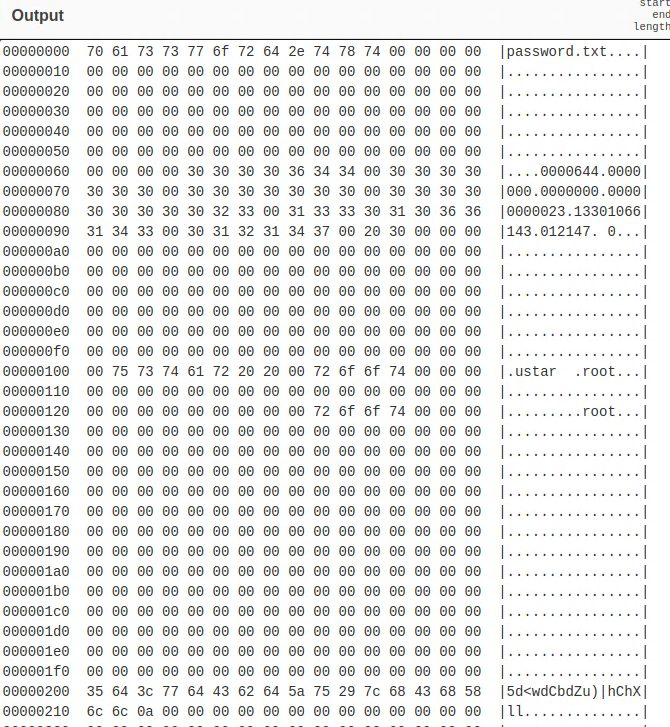 Output
start
end
length
00000000 70 61 73 73 77 6f 72 64 2e 74 78 74 00 00 00 00 |password.txt....|
00000010 00 00 00 00 00 00 00 00 00 00 00 00 00 00 00 00 |................|
00000020 00 00 00 00 00 00 00 00 00 00 00 00 00 00 00 00 |................|
00000030 00 00 00 00 00 00 00 00 00 00 00 00 00 00 00 00 |................|
00000040 00 00 00 00 00 00 00 00 00 00 00 00 00 00 00 00 |................|
00000050 00 00 00 00 00 00 00 00 00 00 00 00 00 00 00 00 |................|
00000060 00 00 00 00 30 30 30 30 36 34 34 00 30 30 30 30 |....0000644.0000|
00000070 30 30 30 00 30 30 30 30 30 30 30 00 30 30 30 30 |000.0000000.0000|
00000080 30 30 30 30 30 32 33 00 31 33 33 30 31 30 36 36 |0000023.13301066|
00000090 31 34 33 00 30 31 32 31 34 37 00 20 30 00 00 00 |143.012147. 0...|
000000a0 00 00 00 00 00 00 00 00 00 00 00 00 00 00 00 00 |................|
000000b0 00 00 00 00 00 00 00 00 00 00 00 00 00 00 00 00 |................|
000000c0 00 00 00 00 00 00 00 00 00 00 00 00 00 00 00 00 |................|
000000d0 00 00 00 00 00 00 00 00 00 00 00 00 00 00 00 00 |................|
000000e0 00 00 00 00 00 00 00 00 00 00 00 00 00 00 00 00 |................|
000000f0 00 00 00 00 00 00 00 00 00 00 00 00 00 00 00 00 |................|
00000100 00 75 73 74 61 72 20 20 00 72 6f 6f 74 00 00 00 |.ustar  .root...|
00000110 00 00 00 00 00 00 00 00 00 00 00 00 00 00 00 00 |................|
00000120 00 00 00 00 00 00 00 00 00 72 6f 6f 74 00 00 00 |.........root...|
00000130 00 00 00 00 00 00 00 00 00 00 00 00 00 00 00 00 |................|
00000140 00 00 00 00 00 00 00 00 00 00 00 00 00 00 00 00 |................|
00000150 00 00 00 00 00 00 00 00 00 00 00 00 00 00 00 00 |................|
00000160 00 00 00 00 00 00 00 00 00 00 00 00 00 00 00 00 |................|
00000170 00 00 00 00 00 00 00 00 00 00 00 00 00 00 00 00 |................|
00000180 00 00 00 00 00 00 00 00 00 00 00 00 00 00 00 00 |................|
00000190 00 00 00 00 00 00 00 00 00 00 00 00 00 00 00 00 |................|
000001a0 00 00 00 00 00 00 00 00 00 00 00 00 00 00 00 00 |................|
000001b0 00 00 00 00 00 00 00 00 00 00 00 00 00 00 00 00 |................|
000001c0 00 00 00 00 00 00 00 00 00 00 00 00 00 00 00 00 |................|
000001d0 00 00 00 00 00 00 00 00 00 00 00 00 00 00 00 00 |................|
000001e0 00 00 00 00 00 00 00 00 00 00 00 00 00 00 00 00 |................|
000001f0 00 00 00 00 00 00 00 00 00 00 00 00 00 00 00 00 |................|
00000200 35 64 3c 77 64 43 62 64 5a 75 29 7c 68 43 68 58 |5d<wdCbdZu)|hChX|
00000210 6c 6c 0a 00 00 00 00 00 00 00 00 00 00 00 00 00 |ll..............|